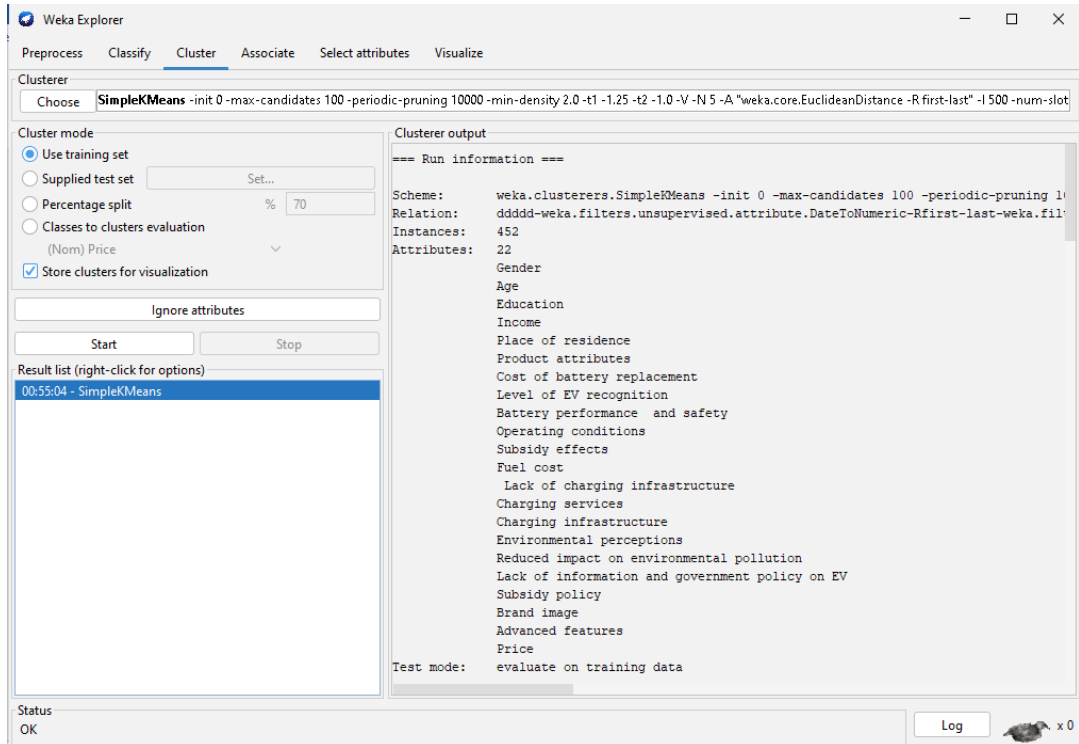 Weka Explorer
Preprocess Classify Cluster Associate Select attributes Visualize
Clusterer
Choose SimpleKMeans -init 0 -max-candidates 100 -periodic-pruning 10000 -min-density 2.0 -t1 -1.25 -t2 -1.0 -V -N 5 -A "weka.core.EuclideanDistance -R first-last" -I 500 -num-slot
Cluster mode
Use training set
Supplied test set Set...
Percentage split % 70
Classes to clusters evaluation
(Nom) Price
Store clusters for visualization
Ignore attributes
Start Stop
Result list (right-click for options)
00:55:04 - SimpleKMeans
Clusterer output
=== Run information ===
Scheme: weka.clusterers.SimpleKMeans -init 0 -max-candidates 100 -periodic-pruning 1
Relation: ddddd-weka.filters.unsupervised.attribute.DateToNumeric-Rfirst-last-weka.fil
Instances: 452
Attributes: 22
Gender
Age
Education
Income
Place of residence
Product attributes
Cost of battery replacement
Level of EV recognition
Battery performance and safety
Operating conditions
Subsidy effects
Fuel cost
Lack of charging infrastructure
Charging services
Charging infrastructure
Environmental perceptions
Reduced impact on environmental pollution
Lack of information and government policy on EV
Subsidy policy
Brand image
Advanced features
Price
Test mode: evaluate on training data
Status
OK
Log x 0